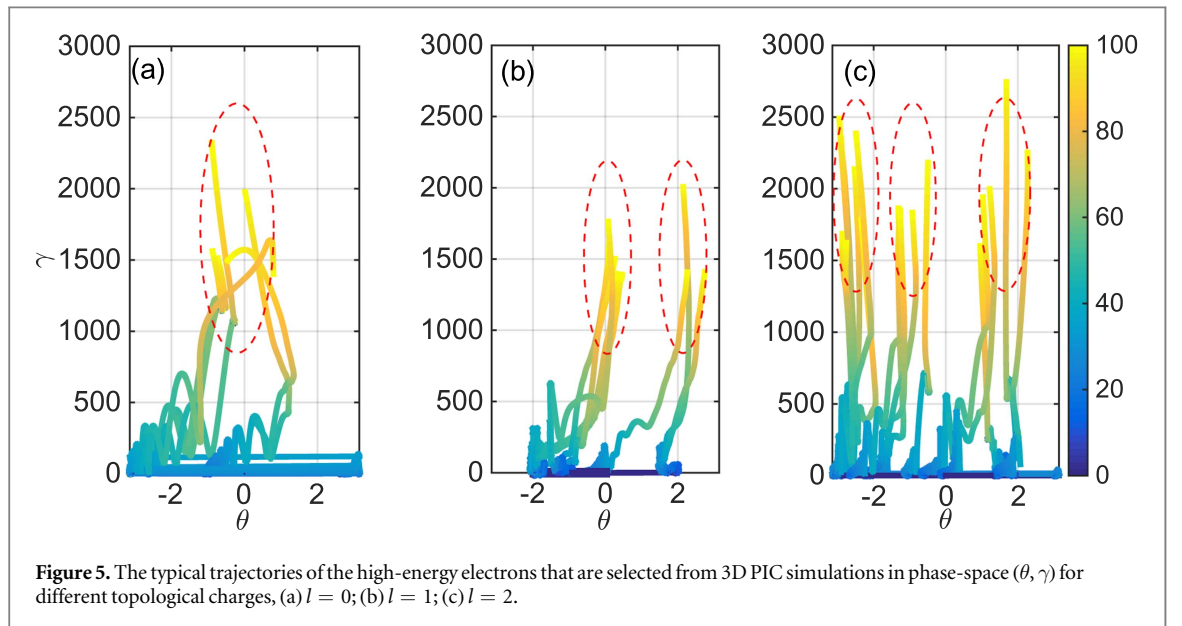 (a)
3000
2500
2000
1500
1000
500
0
γ
-2 0 2
θ
(b)
3000
2500
2000
1500
1000
500
0
-2 0 2
θ
(c)
3000
2500
2000
1500
1000
500
0
-2 0 2
θ
100
80
60
40
20
0
Figure 5. The typical trajectories of the high-energy electrons that are selected from 3D PIC simulations in phase-space (θ, γ) for
different topological charges, (a) l = 0; (b) l = 1; (c) l = 2.